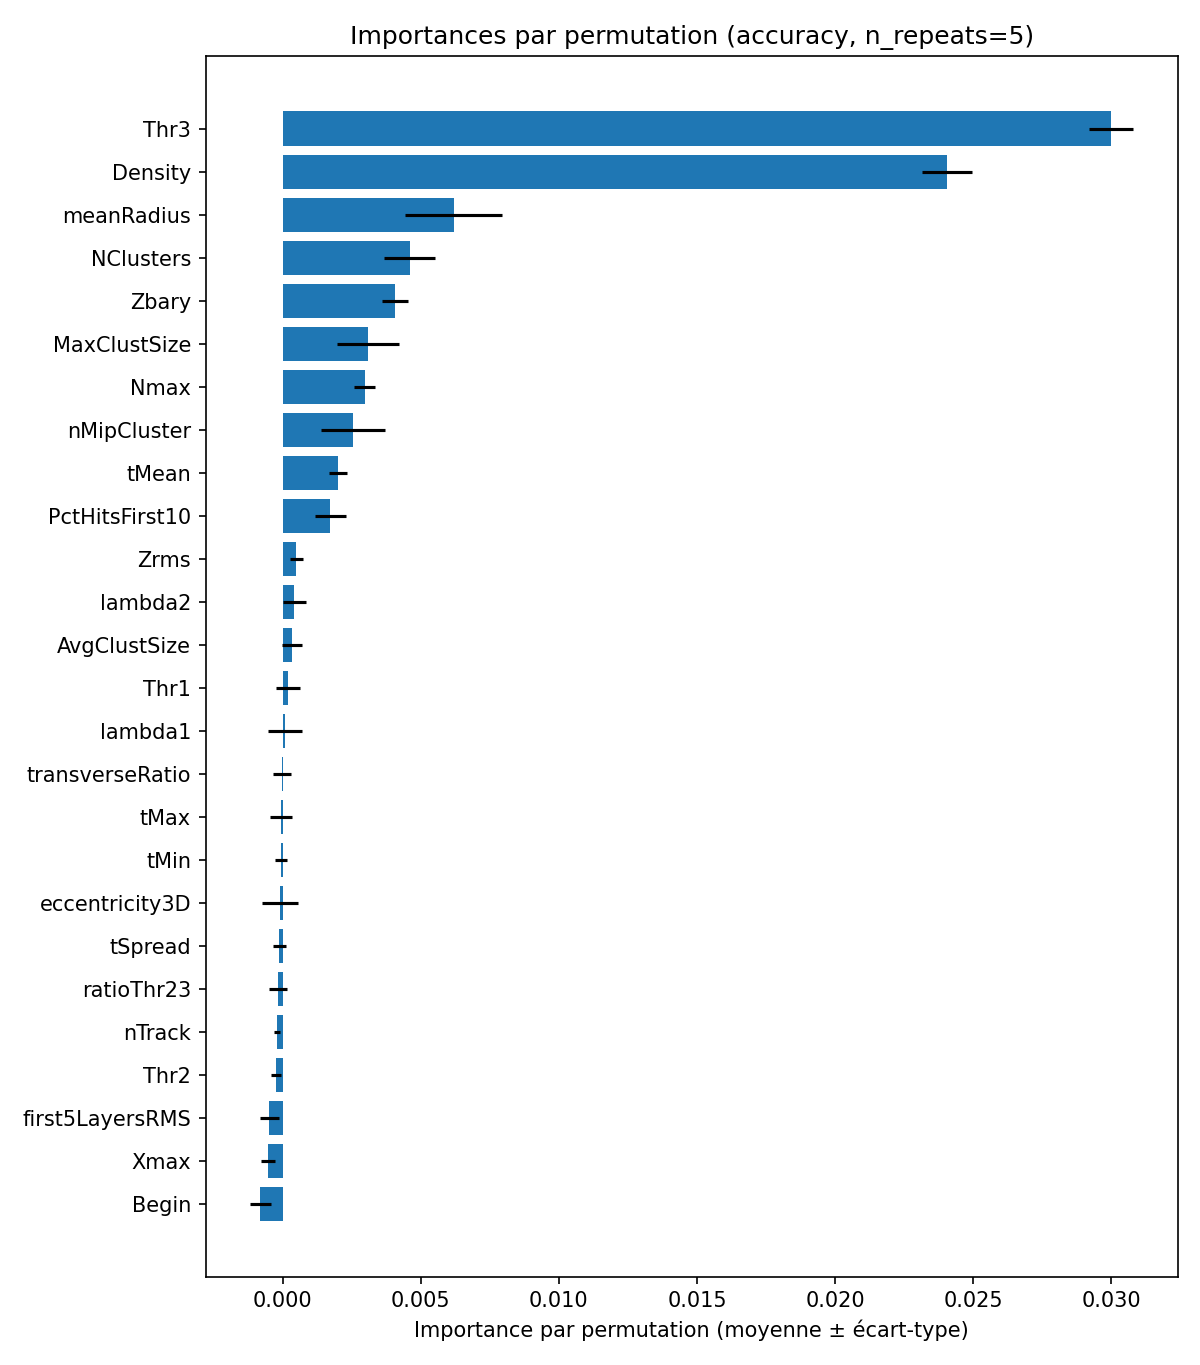 Importances par permutation (accuracy, n_repeats=5)
Thr3
Density
meanRadius
NClusters
Zbary
MaxClustSize
Nmax
nMipCluster
tMean
PctHitsFirst10
Zrms
lambda2
AvgClustSize
Thr1
lambda1
transverseRatio
tMax
tMin
eccentricity3D
tSpread
ratioThr23
nTrack
Thr2
first5LayersRMS
Xmax
Begin
0.000 0.005 0.010 0.015 0.020 0.025 0.030
Importance par permutation (moyenne ± écart-type)